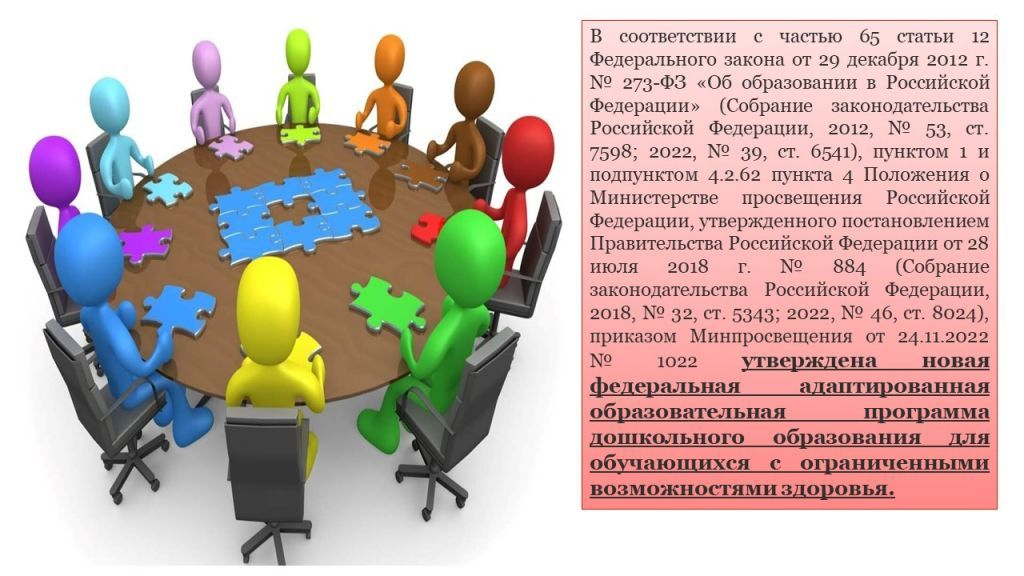 В соответствии с частью 65 статьи 12
Федерального закона от 29 декабря 2012 г.
№ 273-ФЗ «Об образовании в Российской
Федерации» (Собрание законодательства
Российской Федерации, 2012, № 53, ст.
7598; 2022, № 39, ст. 6541), пунктом 1 и
подпунктом 4.2.62 пункта 4 Положения о
Министерстве просвещения Российской
Федерации, утвержденного постановлением
Правительства Российской Федерации от 28
июля 2018 г. № 884 (Собрание
законодательства Российской Федерации,
2018, № 32, ст. 5343; 2022, № 46, ст. 8024),
приказом Минпросвещения от 24.11.2022
№ 1022 утверждена новая
федеральная адаптированная
образовательная программа
дошкольного образования для
обучающихся с ограниченными
возможностями здоровья.